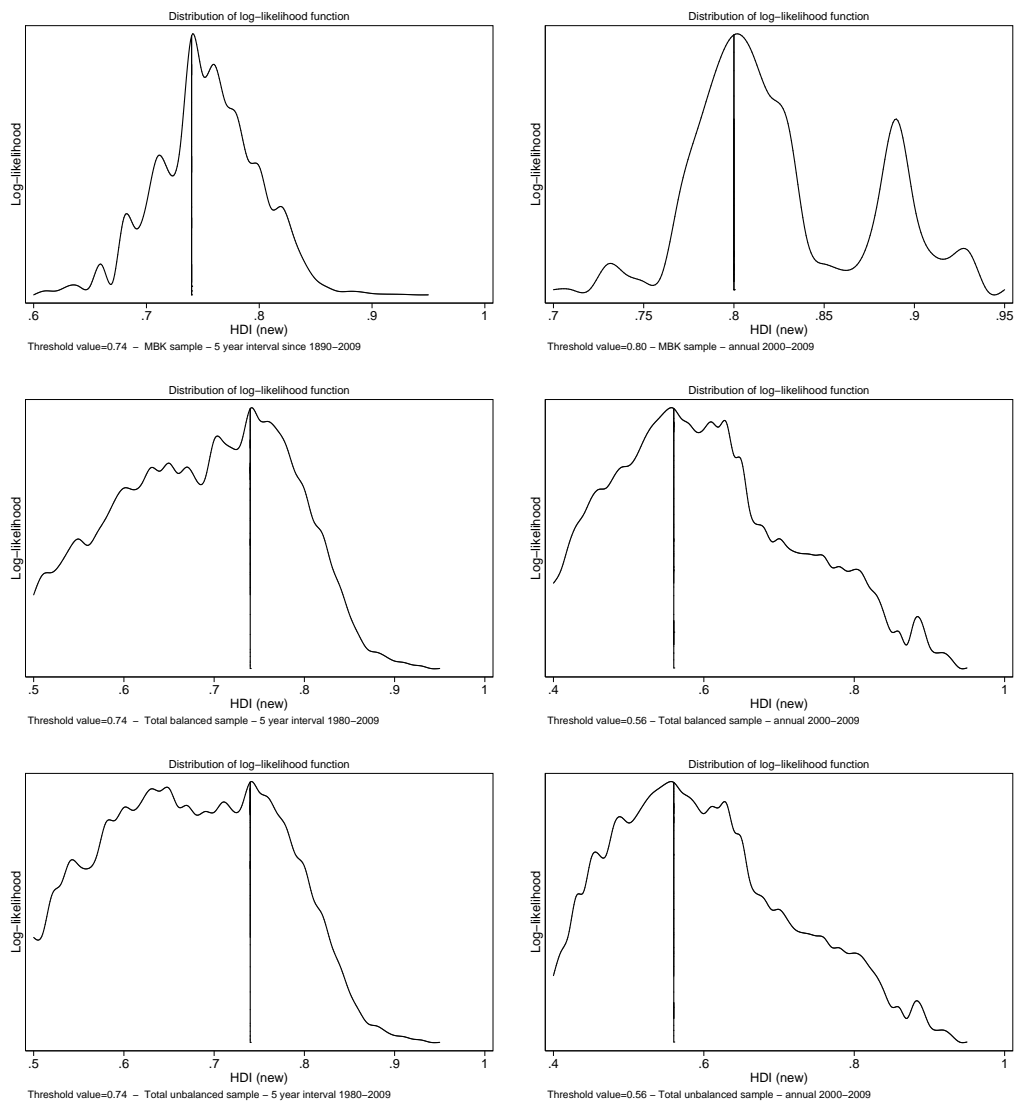 Distribution of log−likelihood function
Log−likelihood
.6 .7 .8 .9 1
HDI (new)
Threshold value=0.74 − MBK sample − 5 year interval since 1890−2009
Distribution of log−likelihood function
Log−likelihood
.7 .75 .8 .85 .9 .95
HDI (new)
Threshold value=0.80 − MBK sample − annual 2000−2009
Distribution of log−likelihood function
Log−likelihood
.5 .6 .7 .8 .9 1
HDI (new)
Threshold value=0.74 − Total balanced sample − 5 year interval 1980−2009
Distribution of log−likelihood function
Log−likelihood
.4 .6 .8 1
HDI (new)
Threshold value=0.56 − Total balanced sample − annual 2000−2009
Distribution of log−likelihood function
Log−likelihood
.5 .6 .7 .8 .9 1
HDI (new)
Threshold value=0.74 − Total unbalanced sample − 5 year interval 1980−2009
Distribution of log−likelihood function
Log−likelihood
.4 .6 .8 1
HDI (new)
Threshold value=0.56 − Total unbalanced sample − annual 2000−2009